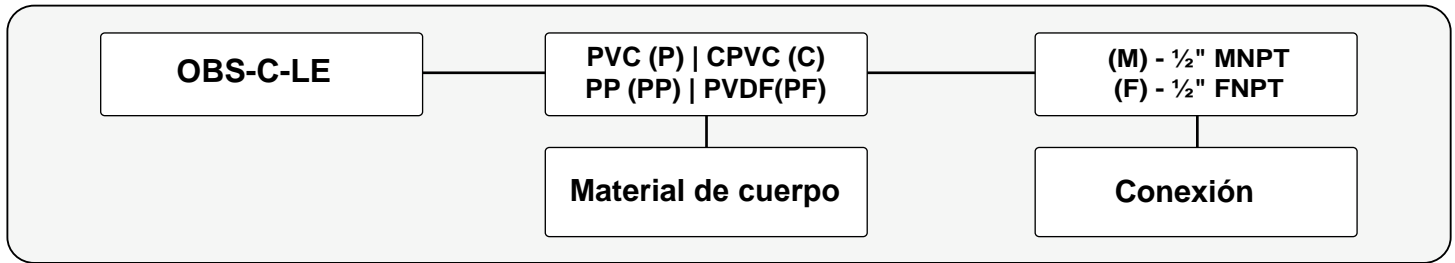 OBS-C-LE
PVC (P) | CPVC (C)
PP (PP) | PVDF(PF)
(M) - ½" MNPT
(F) - ½" FNPT
Material de cuerpo
Conexión